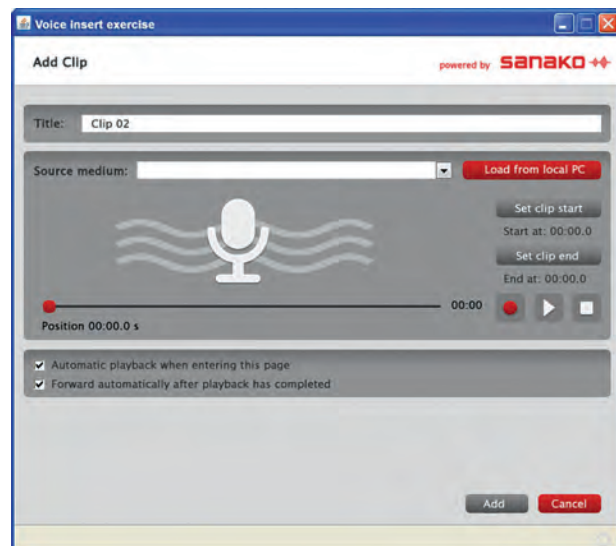 Voice insert exercise
Add Clip
powered by sanako
Title: Clip 02
Source medium:
Load from local PC
Set clip start
Start at: 00:00.0
Set clip end
End at: 00:00.0
00:00
Position 00:00.0 s
Automatic playback when entering this page
Forward automatically after playback has completed
Add Cancel